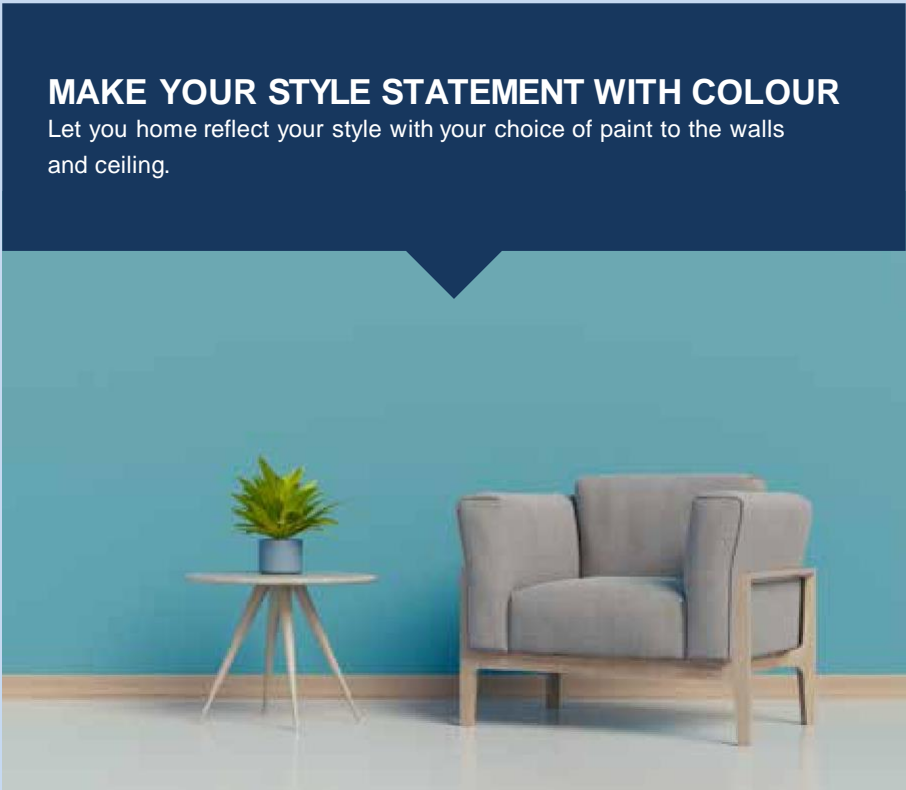 MAKE YOUR STYLE STATEMENT WITH COLOUR
Let you home reflect your style with your choice of paint to the walls
and ceiling.